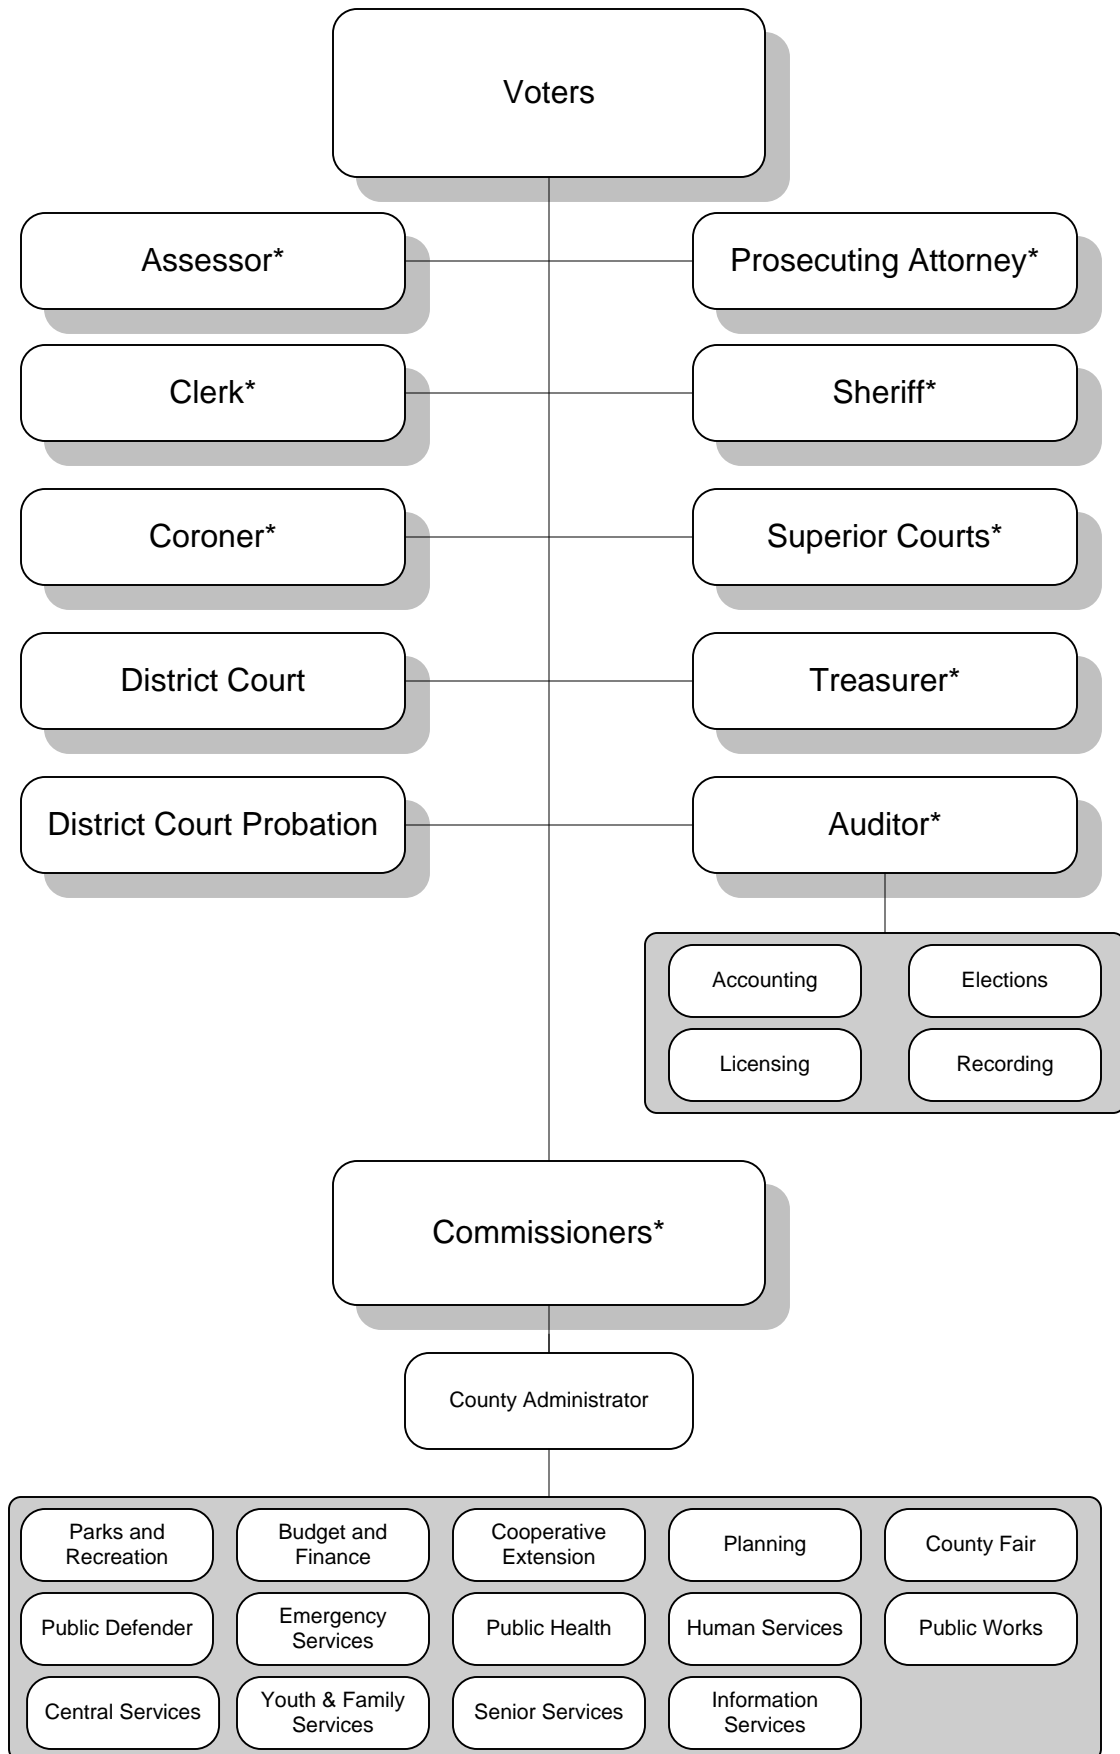 Voters
Assessor*
Prosecuting Attorney*
Clerk*
Sheriff*
Coroner*
Superior Courts*
District Court
Treasurer*
District Court Probation
Auditor*
Accounting
Elections
Licensing
Recording
Commissioners*
County Administrator
Parks and
Recreation
Budget and
Finance
Cooperative
Extension
Planning
County Fair
Public Defender
Emergency
Services
Public Health
Human Services
Public Works
Central Services
Youth & Family
Services
Senior Services
Information
Services